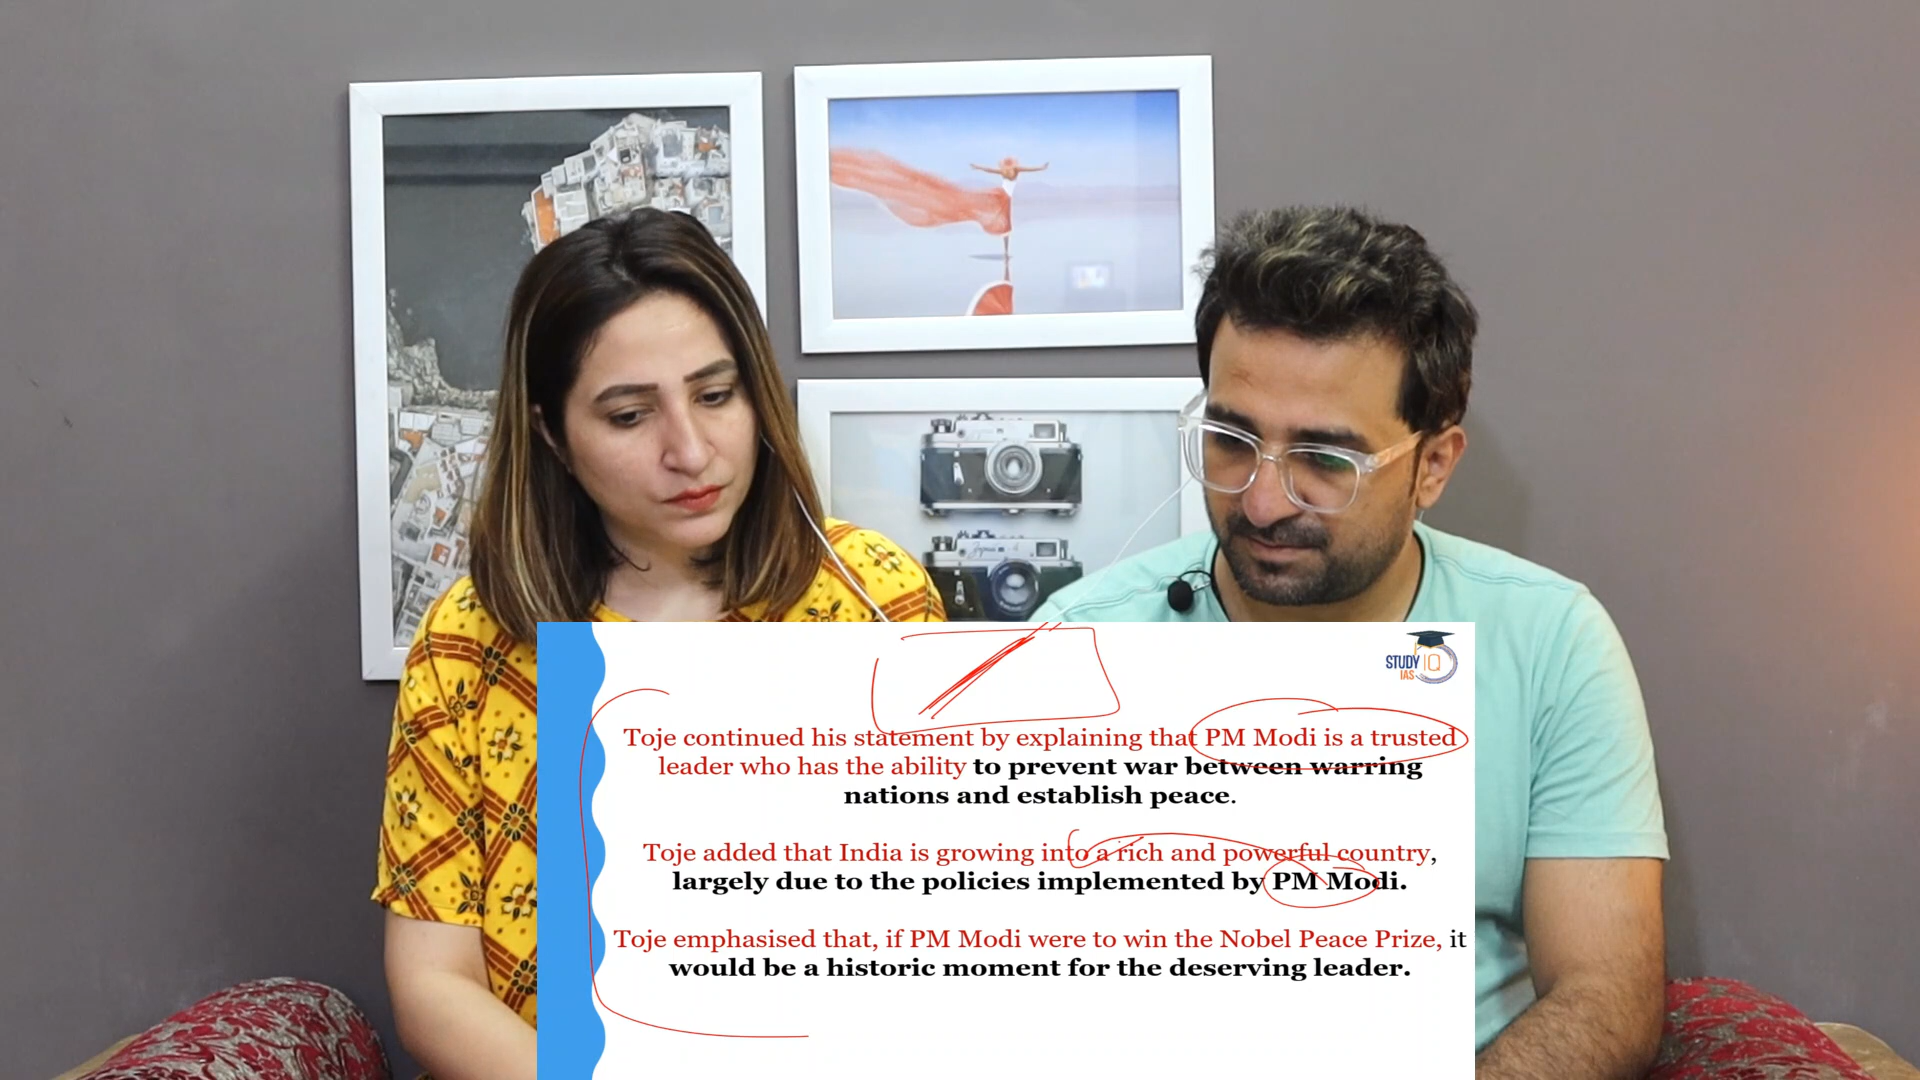 STUDY IQ
IAS
Toje continued his statement by explaining that PM Modi is a trusted
leader who has the ability to prevent war between warring
nations and establish peace.
Toje added that India is growing into a rich and powerful country,
largely due to the policies implemented by PM Modi.
Toje emphasised that, if PM Modi were to win the Nobel Peace Prize, it
would be a historic moment for the deserving leader.